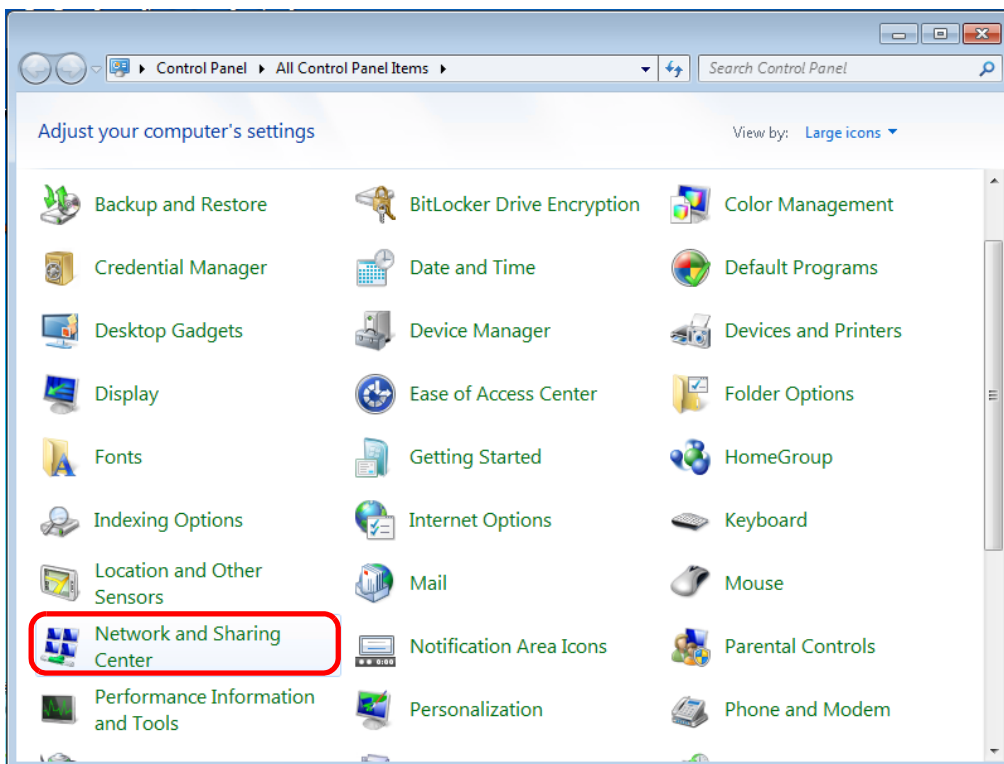 Control Panel All Control Panel Items
Search Control Panel
Adjust your computer's settings
View by: Large icons
Backup and Restore
BitLocker Drive Encryption
Color Management
Credential Manager
Date and Time
Default Programs
Desktop Gadgets
Device Manager
Devices and Printers
Display
Ease of Access Center
Folder Options
Fonts
Getting Started
HomeGroup
Indexing Options
Internet Options
Keyboard
Location and Other
Sensors
Mail
Mouse
Network and Sharing
Center
Notification Area Icons
Parental Controls
Performance Information
and Tools
Personalization
Phone and Modem